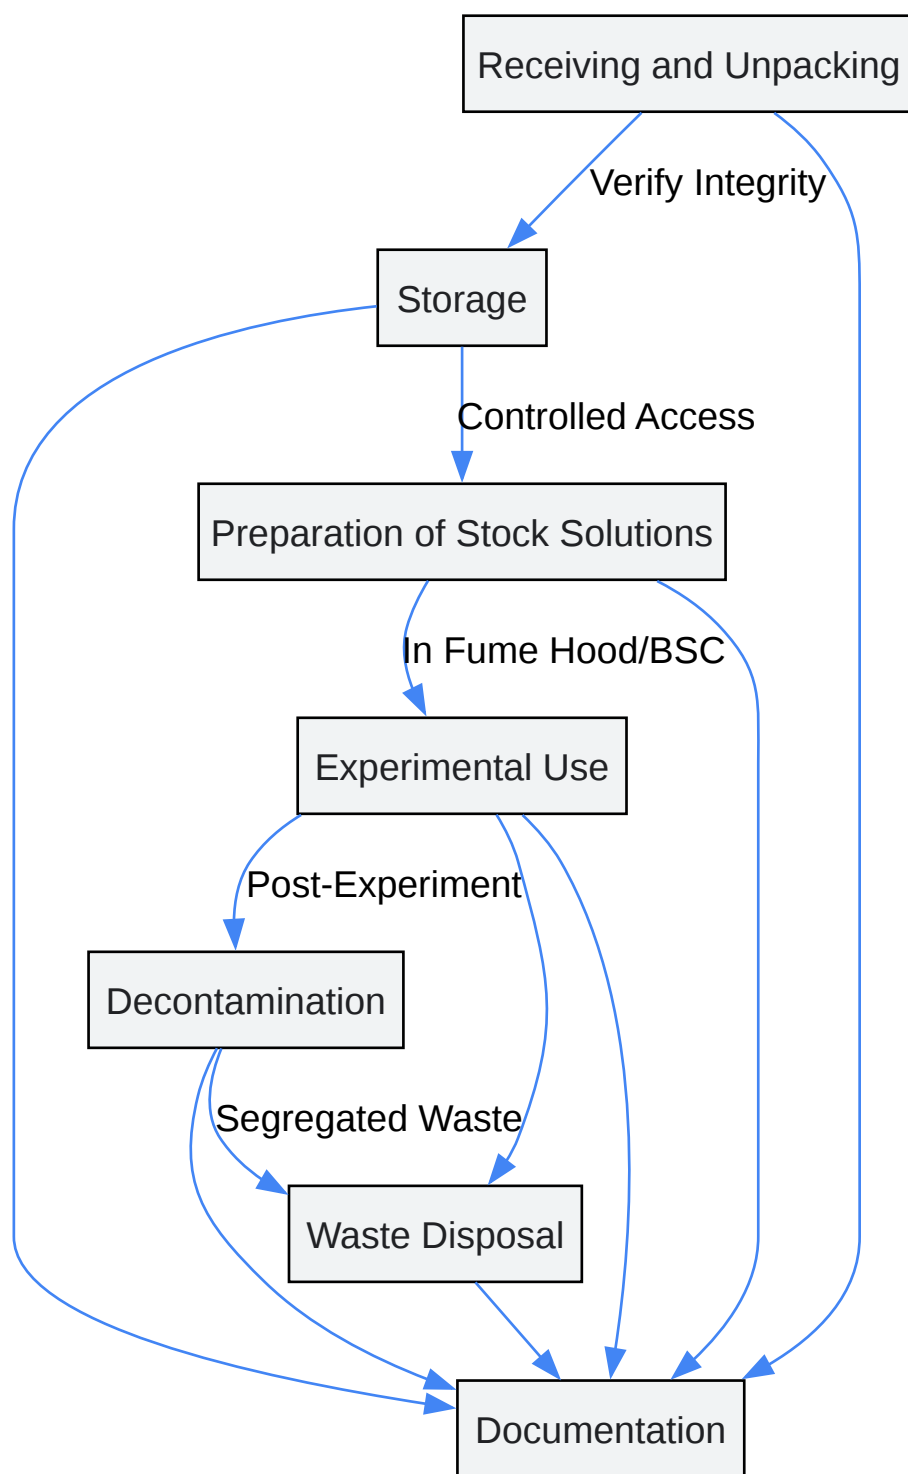 Receiving and Unpacking
Verify Integrity
Storage
Controlled Access
Preparation of Stock Solutions
In Fume Hood/BSC
Experimental Use
Post-Experiment
Decontamination
Segregated Waste
Waste Disposal
Documentation